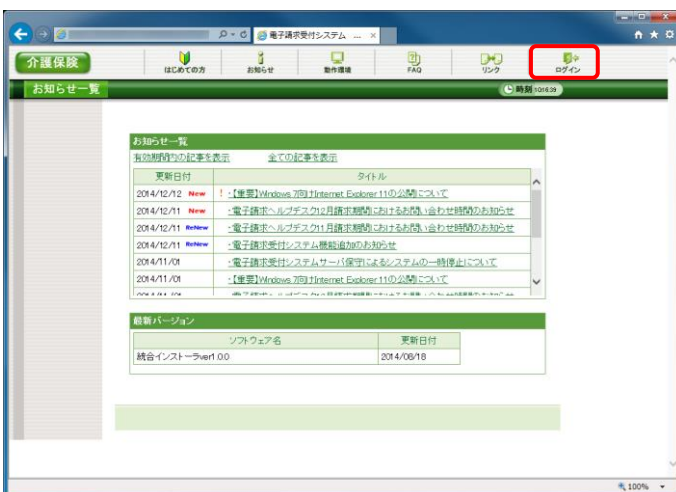 電子請求受付システム ... ×
介護保険
はじめての方 お知らせ 動作環境 FAQ リンク ログイン
お知らせ一覧 時刻 10:16:39
お知らせ一覧
有効期間内の記事を表示 全ての記事を表示
更新日付 タイトル
2014/12/12 New ! ・【重要】Windows 7向けInternet Explorer 11の公開について
2014/12/11 New ・電子請求ヘルプデスク12月請求期間におけるお問い合わせ時間のお知らせ
2014/12/11 ReNew ・電子請求ヘルプデスク11月請求期間におけるお問い合わせ時間のお知らせ
2014/12/11 ReNew ・電子請求受付システム機能追加のお知らせ
2014/11/01 ・電子請求受付システムサーバ保守によるシステムの一時停止について
2014/11/01 ・【重要】Windows 7向けInternet Explorer 11の公開について
最新バージョン
ソフトウェア名 更新日付
統合インストーラver1.0.0 2014/08/18
100%